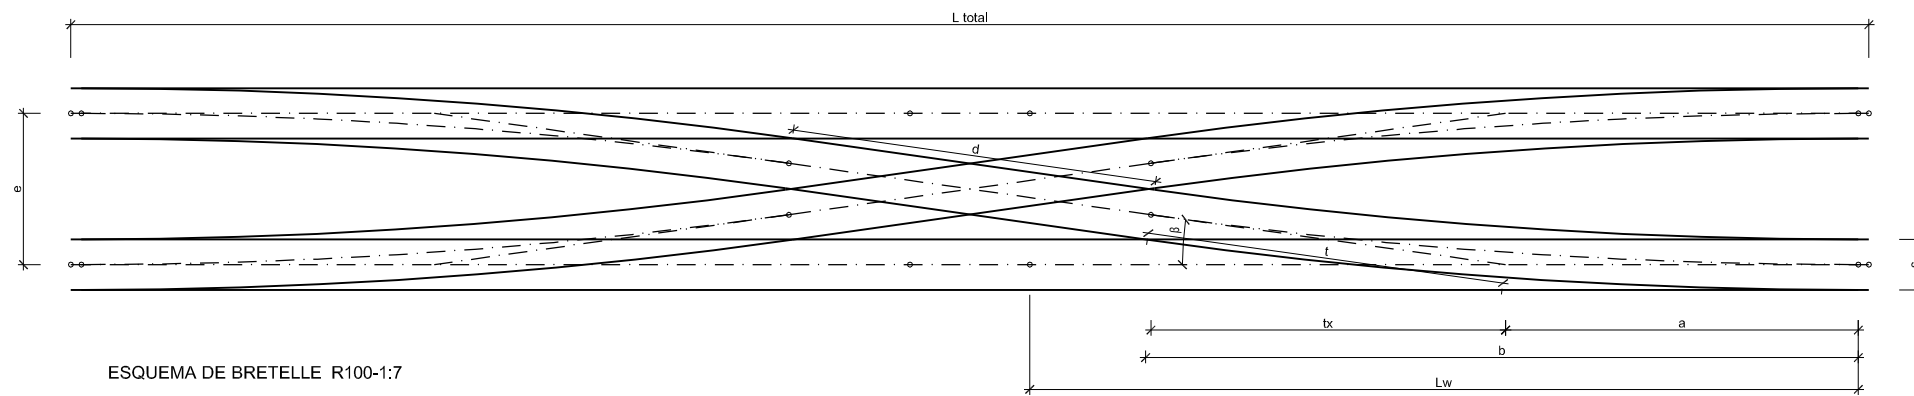 L total
d
e
β
t
c
tx
a
b
ESQUEMA DE BRETELLE R100-1:7
Lw